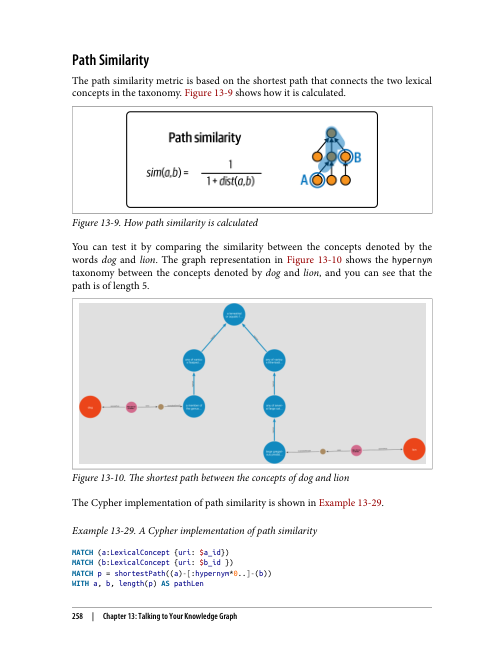 Path Similarity
The path similarity metric is based on the shortest path that connects the two lexical
concepts in the taxonomy. Figure 13-9 shows how it is calculated.
Path similarity
sim(a,b) = 1 / 1 + dist(a,b)
B
A
Figure 13-9. How path similarity is calculated
You can test it by comparing the similarity between the concepts denoted by the
words dog and lion. The graph representation in Figure 13-10 shows the hypernym
taxonomy between the concepts denoted by dog and lion, and you can see that the
path is of length 5.
Figure 13-10. The shortest path between the concepts of dog and lion
The Cypher implementation of path similarity is shown in Example 13-29.
Example 13-29. A Cypher implementation of path similarity
MATCH (a:LexicalConcept {uri: $a_id})
MATCH (b:LexicalConcept {uri: $b_id })
MATCH p = shortestPath((a)-[:hypernym*0..]-(b))
WITH a, b, length(p) AS pathLen
258 | Chapter 13: Talking to Your Knowledge Graph